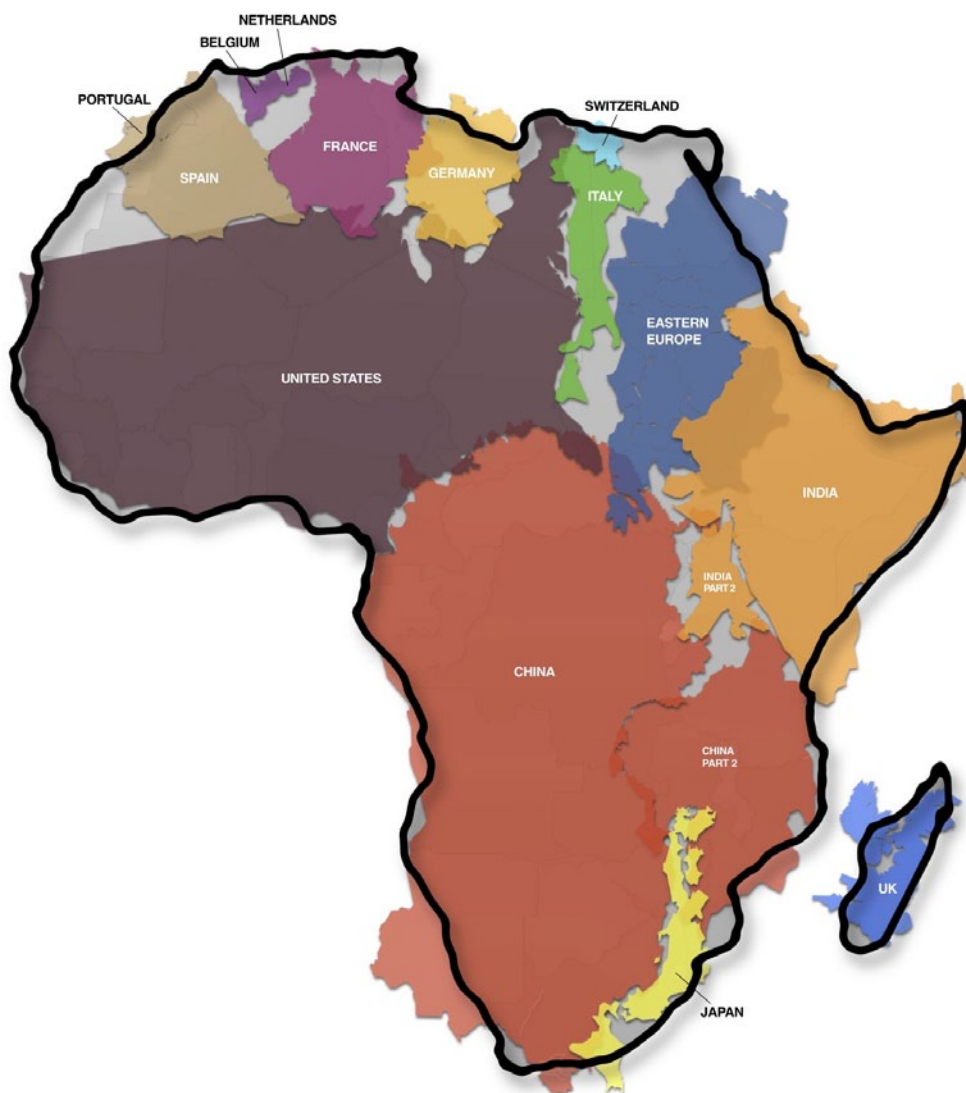 NETHERLANDS
BELGIUM
PORTUGAL
SWITZERLAND
FRANCE
SPAIN
GERMANY
ITALY
EASTERN
EUROPE
UNITED STATES
INDIA
INDIA
PART 2
CHINA
CHINA
PART 2
UK
JAPAN